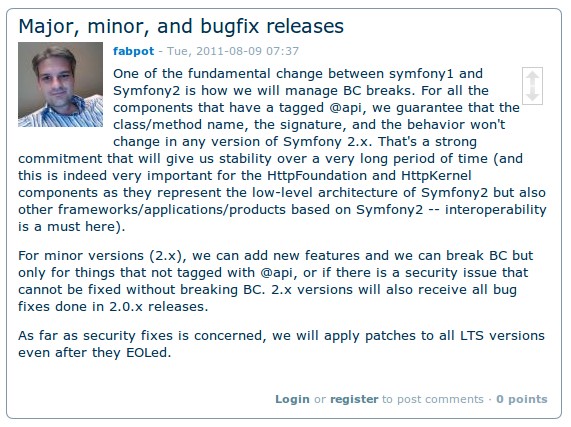 Major, minor, and bugfix releases
fabpot - Tue, 2011-08-09 07:37
One of the fundamental change between symfony1 and
Symfony2 is how we will manage BC breaks. For all the
components that have a tagged @api, we guarantee that the
class/method name, the signature, and the behavior won't
change in any version of Symfony 2.x. That's a strong
commitment that will give us stability over a very long period of time (and
this is indeed very important for the HttpFoundation and HttpKernel
components as they represent the low-level architecture of Symfony2 but also
other frameworks/applications/products based on Symfony2 -- interoperability
is a must here).
For minor versions (2.x), we can add new features and we can break BC but
only for things that not tagged with @api, or if there is a security issue that
cannot be fixed without breaking BC. 2.x versions will also receive all bug
fixes done in 2.0.x releases.
As far as security fixes is concerned, we will apply patches to all LTS versions
even after they EOLed.
Login or register to post comments · 0 points